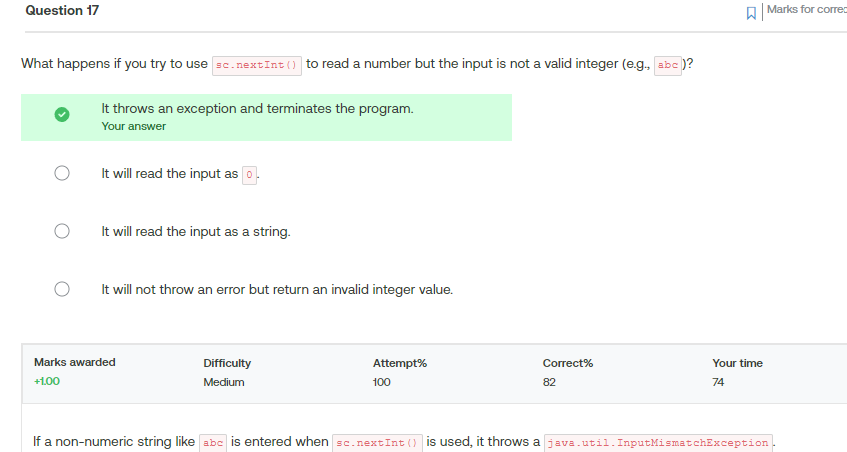 Question 17
Marks for correc
What happens if you try to use sc.nextInt() to read a number but the input is not a valid integer (e.g., abc)?
It throws an exception and terminates the program.
Your answer
It will read the input as 0.
It will read the input as a string.
It will not throw an error but return an invalid integer value.
Marks awarded Difficulty Attempt% Correct% Your time
+1.00 Medium 100 82 74
If a non-numeric string like abc is entered when sc.nextInt() is used, it throws a java.util.InputMismatchException.